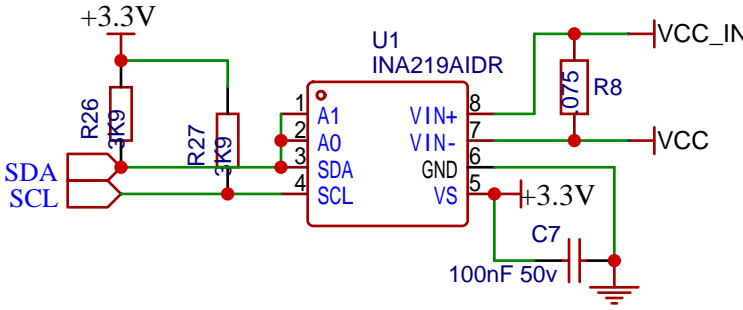 +3.3V
U1
INA219AIDR
VCC_IN
R26
3K9
R27
3K9
1
A1
2
A0
3
SDA
4
SCL
VIN+
8
VIN-
7
GND
6
VS
5
.075
R8
VCC
SDA
SCL
+3.3V
C7
100nF 50v